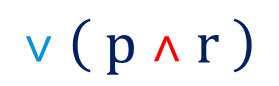 ∨ ( p ∧ r )